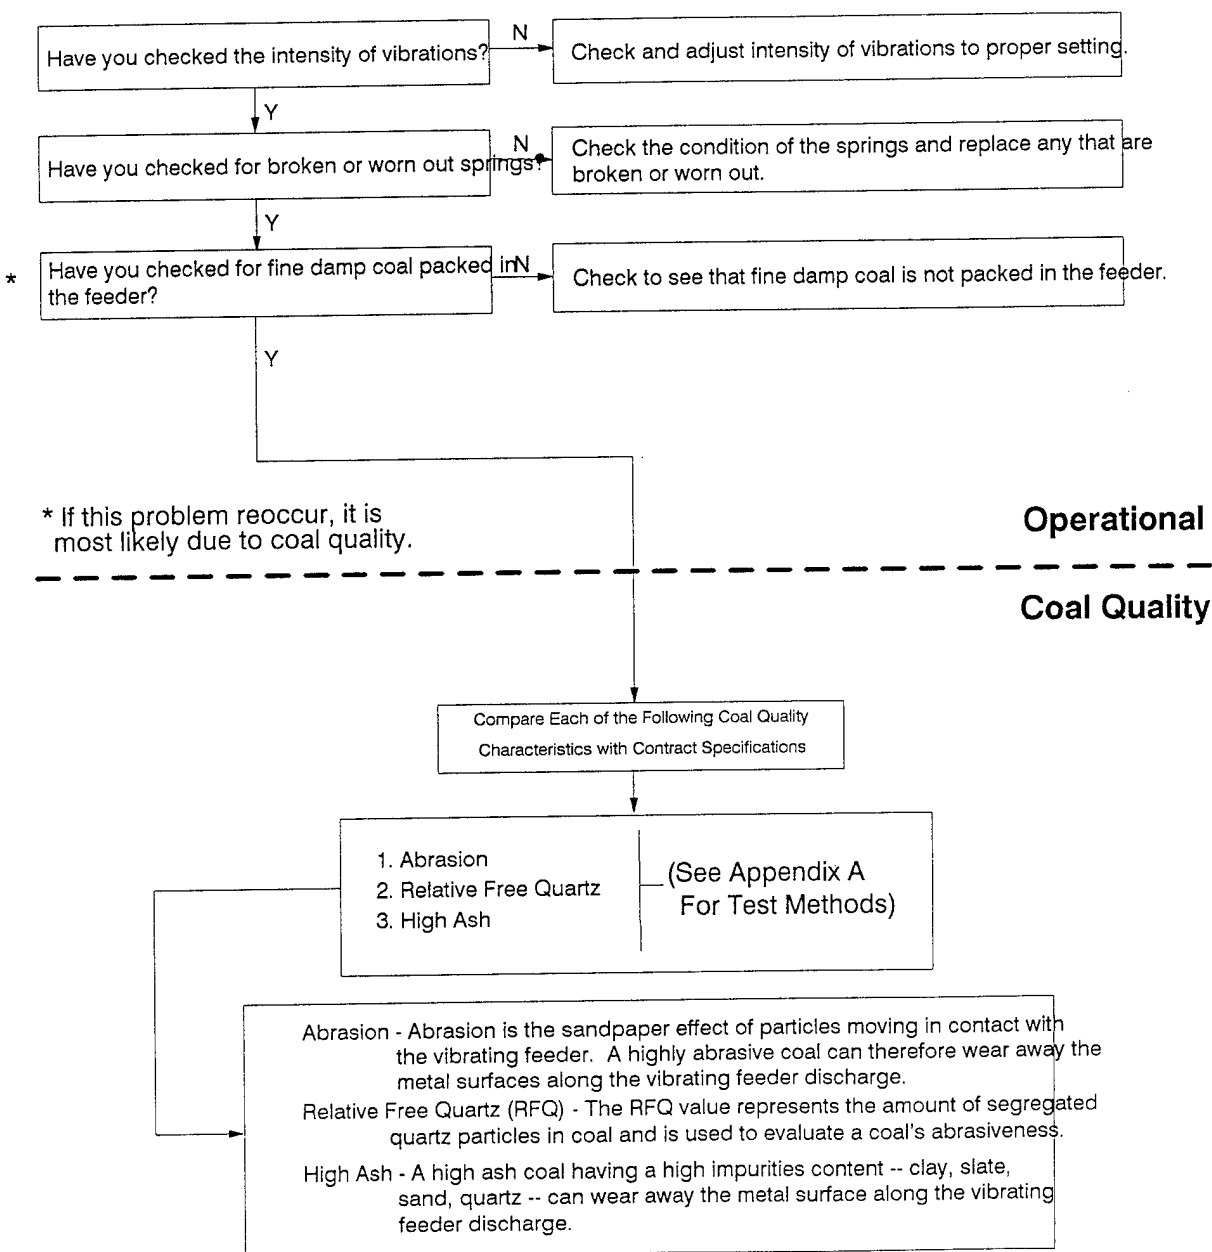 Have you checked the intensity of vibrations?
N
Check and adjust intensity of vibrations to proper setting.
Y
Have you checked for broken or worn out springs?
N
Check the condition of the springs and replace any that are
broken or worn out.
Y
*
Have you checked for fine damp coal packed in
the feeder?
N
Check to see that fine damp coal is not packed in the feeder.
Y
* If this problem reoccur, it is
most likely due to coal quality.
Operational
Coal Quality
Compare Each of the Following Coal Quality
Characteristics with Contract Specifications
1. Abrasion
2. Relative Free Quartz
3. High Ash
(See Appendix A
For Test Methods)
Abrasion - Abrasion is the sandpaper effect of particles moving in contact with
the vibrating feeder. A highly abrasive coal can therefore wear away the
metal surfaces along the vibrating feeder discharge.
Relative Free Quartz (RFQ) - The RFQ value represents the amount of segregated
quartz particles in coal and is used to evaluate a coal's abrasiveness.
High Ash - A high ash coal having a high impurities content -- clay, slate,
sand, quartz -- can wear away the metal surface along the vibrating
feeder discharge.